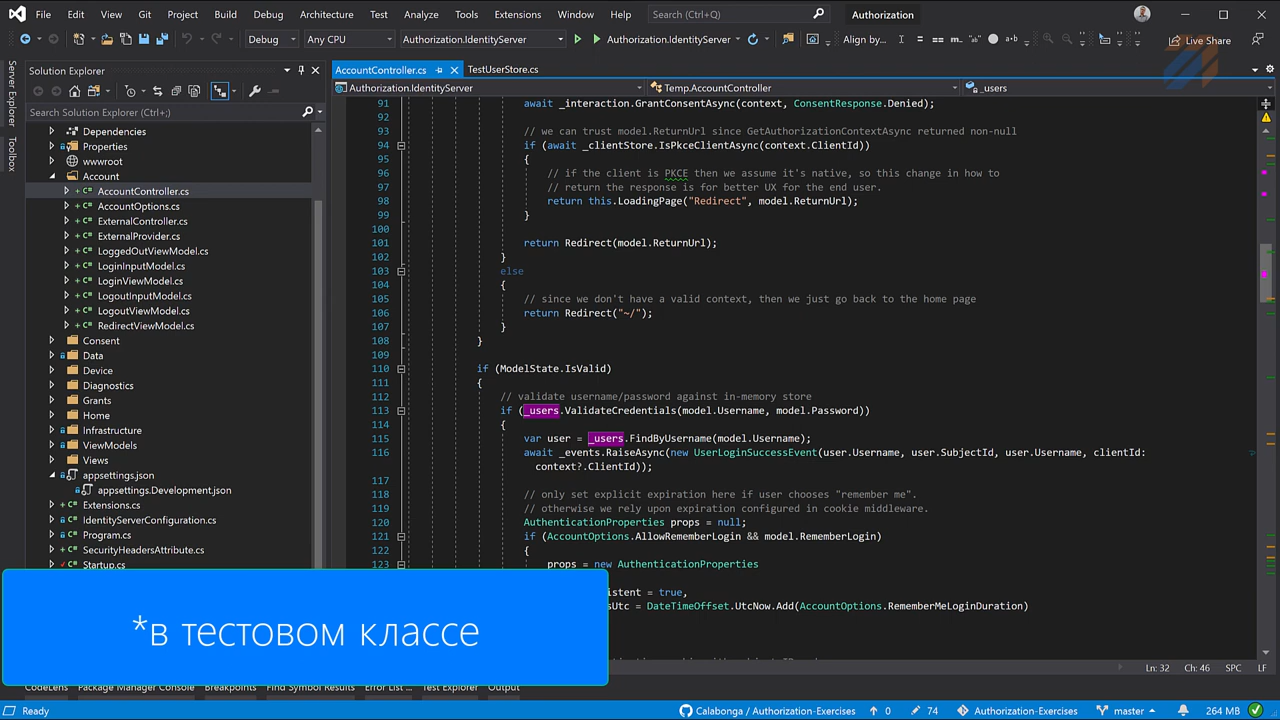 File Edit View Git Project Build Debug Architecture Test Analyze Tools Extensions Window Help Search (Ctrl+Q) Authorization
Debug Any CPU Authorization.IdentityServer Authorization.IdentityServer Align by... Live Share
Server Explorer
Toolbox
Solution Explorer
Search Solution Explorer (Ctrl+;)
Dependencies
Properties
wwwroot
Account
AccountController.cs
AccountOptions.cs
ExternalController.cs
ExternalProvider.cs
LoggedOutViewModel.cs
LoginInputModel.cs
LoginViewModel.cs
LogoutInputModel.cs
LogoutViewModel.cs
RedirectViewModel.cs
Consent
Data
Device
Diagnostics
Grants
Home
Infrastructure
ViewModels
Views
appsettings.json
appsettings.Development.json
Extensions.cs
IdentityServerConfiguration.cs
Program.cs
SecurityHeadersAttribute.cs
Startup.cs
AccountController.cs TestUserStore.cs
Authorization.IdentityServer Temp.AccountController _users
91 await _interaction.GrantConsentAsync(context, ConsentResponse.Denied);
92
93 // we can trust model.ReturnUrl since GetAuthorizationContextAsync returned non-null
94 if (await _clientStore.IsPkceClientAsync(context.ClientId))
95 {
96 // if the client is PKCE then we assume it's native, so this change in how to
97 // return the response is for better UX for the end user.
98 return this.LoadingPage("Redirect", model.ReturnUrl);
99 }
100
101 return Redirect(model.ReturnUrl);
102 }
103 else
104 {
105 // since we don't have a valid context, then we just go back to the home page
106 return Redirect("~/");
107 }
108 }
109
110 if (ModelState.IsValid)
111 {
112 // validate username/password against in-memory store
113 if (_users.ValidateCredentials(model.Username, model.Password))
114 {
115 var user = _users.FindByUsername(model.Username);
116 await _events.RaiseAsync(new UserLoginSuccessEvent(user.Username, user.SubjectId, user.Username, clientId:
context?.ClientId));
117
118 // only set explicit expiration here if user chooses "remember me".
119 // otherwise we rely upon expiration configured in cookie middleware.
120 AuthenticationProperties props = null;
121 if (AccountOptions.AllowRememberLogin && model.RememberLogin)
122 {
123 props = new AuthenticationProperties
istent = true,
sUtc = DateTimeOffset.UtcNow.Add(AccountOptions.RememberMeLoginDuration)
*в тестовом классе
Ln: 32 Ch: 46 SPC LF
CodeLens Package Manager Console Breakpoints Find Symbol Results Error List ... Test Explorer Output
Ready Calabonga / Authorization-Exercises 0 74 Authorization-Exercises master 264 MB